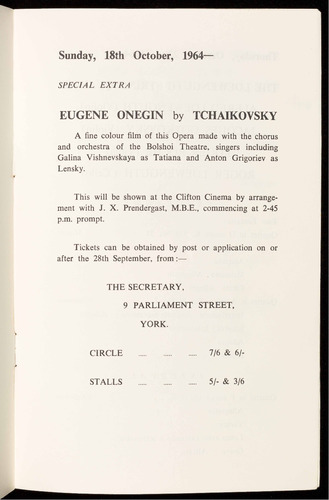 Sunday, 18th October, 1964—
SPECIAL EXTRA
EUGENE ONEGIN by TCHAIKOVSKY
A fine colour film of this Opera made with the chorus
and orchestra of the Bolshoi Theatre, singers including
Galina Vishnevskaya as Tatiana and Anton Grigoriev as
Lensky.
This will be shown at the Clifton Cinema by arrange-
ment with J. X. Prendergast, M.B.E., commencing at 2-45
p.m. prompt.
Tickets can be obtained by post or application on or
after the 28th September, from:—
THE SECRETARY,
9 PARLIAMENT STREET,
YORK.
CIRCLE ... ... ... 7/6 & 6/-
STALLS ... ... ... 5/- & 3/6